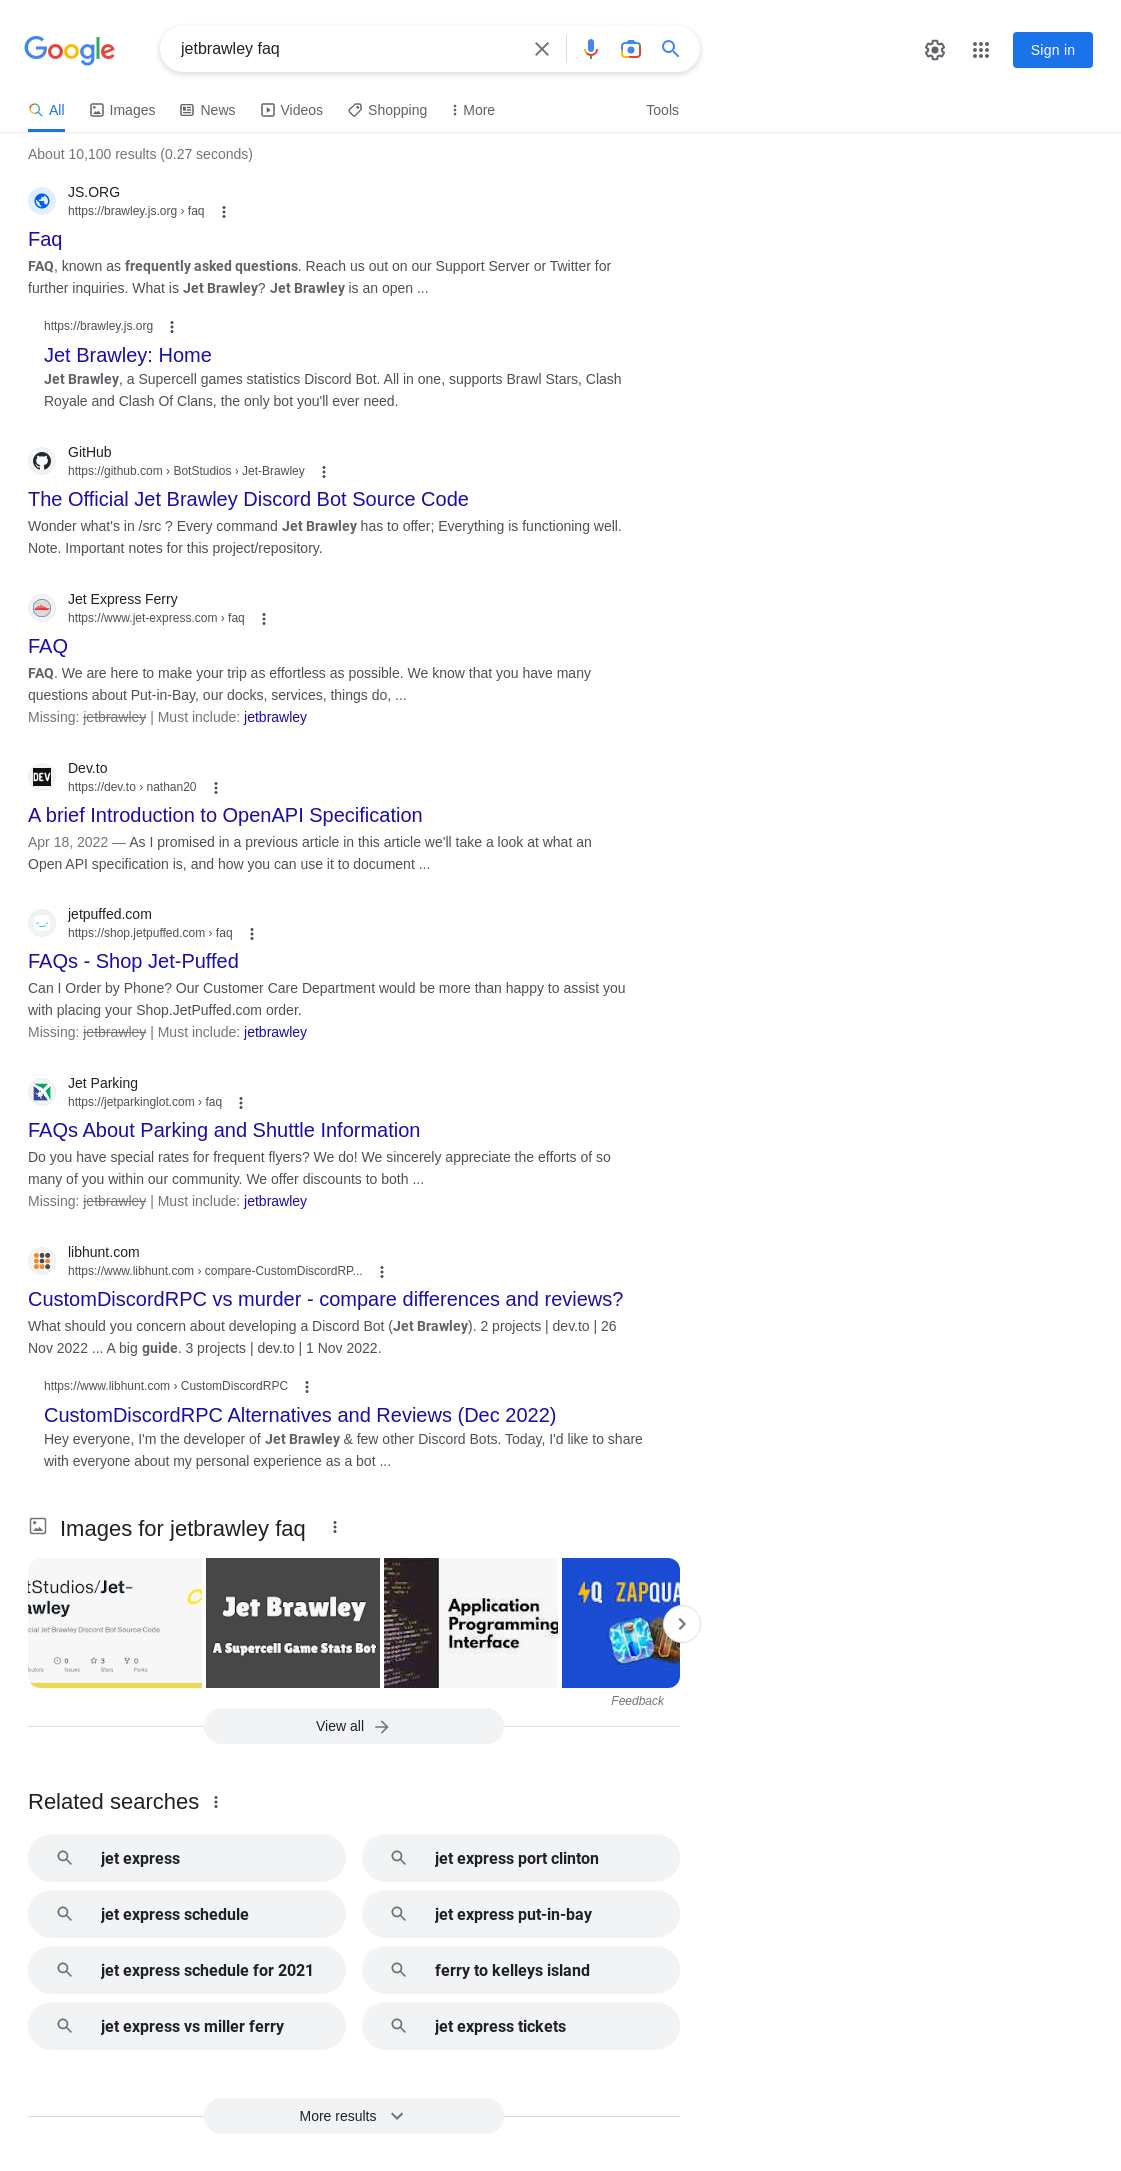 Google
jetbrawley faq
Sign in
All
Images
News
Videos
Shopping
More
Tools
About 10,100 results (0.27 seconds)
JS.ORG
https://brawley.js.org › faq
Faq
FAQ, known as frequently asked questions. Reach us out on our Support Server or Twitter for
further inquiries. What is Jet Brawley? Jet Brawley is an open ...
https://brawley.js.org
Jet Brawley: Home
Jet Brawley, a Supercell games statistics Discord Bot. All in one, supports Brawl Stars, Clash
Royale and Clash Of Clans, the only bot you'll ever need.
GitHub
https://github.com › BotStudios › Jet-Brawley
The Official Jet Brawley Discord Bot Source Code
Wonder what's in /src ? Every command Jet Brawley has to offer; Everything is functioning well.
Note. Important notes for this project/repository.
Jet Express Ferry
https://www.jet-express.com › faq
FAQ
FAQ. We are here to make your trip as effortless as possible. We know that you have many
questions about Put-in-Bay, our docks, services, things do, ...
Missing: jetbrawley | Must include: jetbrawley
DEV
Dev.to
https://dev.to › nathan20
A brief Introduction to OpenAPI Specification
Apr 18, 2022 — As I promised in a previous article in this article we'll take a look at what an
Open API specification is, and how you can use it to document ...
jetpuffed.com
https://shop.jetpuffed.com › faq
FAQs - Shop Jet-Puffed
Can I Order by Phone? Our Customer Care Department would be more than happy to assist you
with placing your Shop.JetPuffed.com order.
Missing: jetbrawley | Must include: jetbrawley
Jet Parking
https://jetparkinglot.com › faq
FAQs About Parking and Shuttle Information
Do you have special rates for frequent flyers? We do! We sincerely appreciate the efforts of so
many of you within our community. We offer discounts to both ...
Missing: jetbrawley | Must include: jetbrawley
libhunt.com
https://www.libhunt.com › compare-CustomDiscordRP...
CustomDiscordRPC vs murder - compare differences and reviews?
What should you concern about developing a Discord Bot (Jet Brawley). 2 projects | dev.to | 26
Nov 2022 ... A big guide. 3 projects | dev.to | 1 Nov 2022.
https://www.libhunt.com › CustomDiscordRPC
CustomDiscordRPC Alternatives and Reviews (Dec 2022)
Hey everyone, I'm the developer of Jet Brawley & few other Discord Bots. Today, I'd like to share
with everyone about my personal experience as a bot ...
Images for jetbrawley faq
tStudios/Jet-
awley
cial Jet Brawley Discord Bot Source Code
0
3
0
butors
Issues
Stars
Forks
Jet Brawley
A Supercell Game Stats Bot
Application
Programming
Interface
Q ZAPQUA
Feedback
View all
Related searches
jet express
jet express port clinton
jet express schedule
jet express put-in-bay
jet express schedule for 2021
ferry to kelleys island
jet express vs miller ferry
jet express tickets
More results